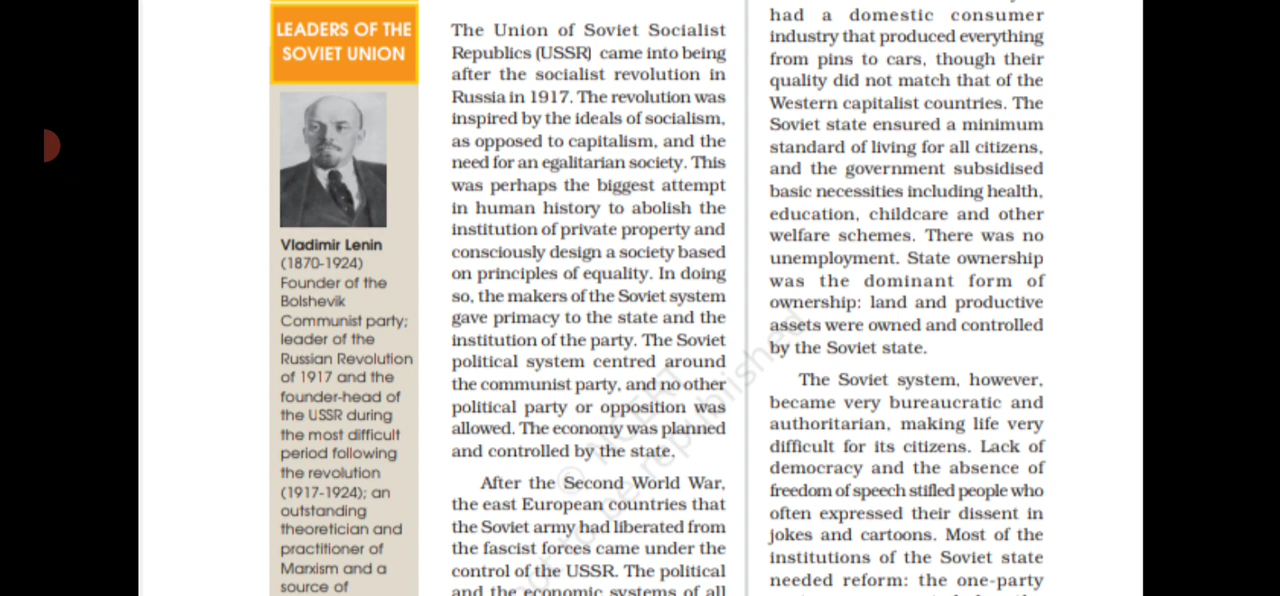 LEADERS OF THE
SOVIET UNION
Vladimir Lenin
(1870-1924)
Founder of the
Bolshevik
Communist party;
leader of the
Russian Revolution
of 1917 and the
founder-head of
the USSR during
the most difficult
period following
the revolution
(1917-1924); an
outstanding
theoretician and
practitioner of
Marxism and a
source of
The Union of Soviet Socialist
Republics (USSR) came into being
after the socialist revolution in
Russia in 1917. The revolution was
inspired by the ideals of socialism,
as opposed to capitalism, and the
need for an egalitarian society. This
was perhaps the biggest attempt
in human history to abolish the
institution of private property and
consciously design a society based
on principles of equality. In doing
so, the makers of the Soviet system
gave primacy to the state and the
institution of the party. The Soviet
political system centred around
the communist party, and no other
political party or opposition was
allowed. The economy was planned
and controlled by the state.
After the Second World War,
the east European countries that
the Soviet army had liberated from
the fascist forces came under the
control of the USSR. The political
and the economic systems of all
had a domestic consumer
industry that produced everything
from pins to cars, though their
quality did not match that of the
Western capitalist countries. The
Soviet state ensured a minimum
standard of living for all citizens,
and the government subsidised
basic necessities including health,
education, childcare and other
welfare schemes. There was no
unemployment. State ownership
was the dominant form of
ownership: land and productive
assets were owned and controlled
by the Soviet state.
The Soviet system, however,
became very bureaucratic and
authoritarian, making life very
difficult for its citizens. Lack of
democracy and the absence of
freedom of speech stifled people who
often expressed their dissent in
jokes and cartoons. Most of the
institutions of the Soviet state
needed reform: the one-party
© NCERT
not to be republished